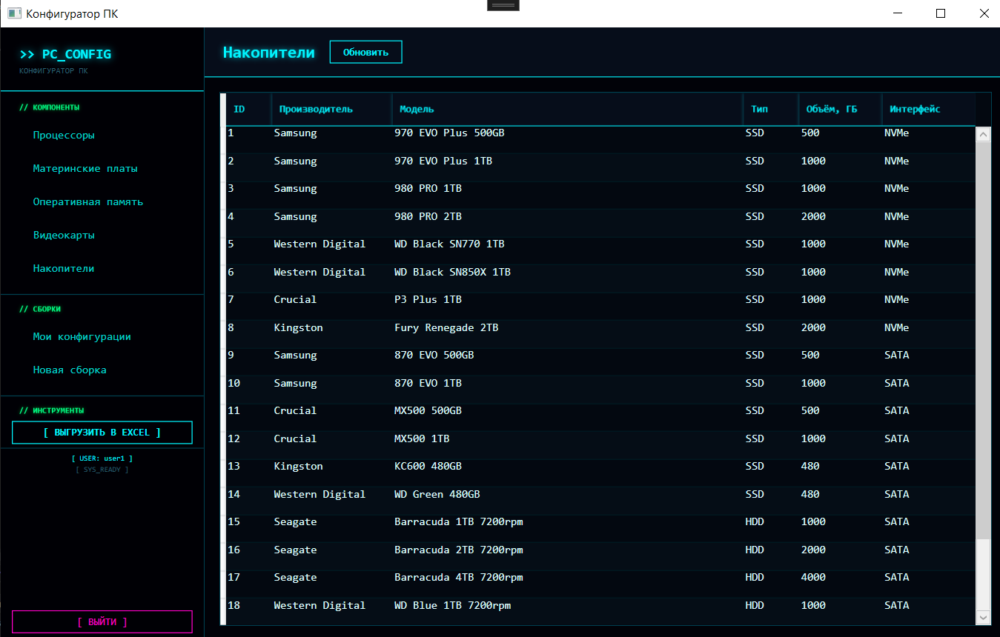 Конфигуратор ПК
>> PC_CONFIG
КОНФИГУРАТОР ПК
// КОМПОНЕНТЫ
Процессоры
Материнские платы
Оперативная память
Видеокарты
Накопители
// СБОРКИ
Мои конфигурации
Новая сборка
// ИНСТРУМЕНТЫ
[ ВЫГРУЗИТЬ В EXCEL ]
[ USER: user1 ]
[ SYS_READY ]
[ ВЫЙТИ ]
Накопители Обновить
ID Производитель Модель Тип Объём, ГБ Интерфейс
1 Samsung 970 EVO Plus 500GB SSD 500 NVMe
2 Samsung 970 EVO Plus 1TB SSD 1000 NVMe
3 Samsung 980 PRO 1TB SSD 1000 NVMe
4 Samsung 980 PRO 2TB SSD 2000 NVMe
5 Western Digital WD Black SN770 1TB SSD 1000 NVMe
6 Western Digital WD Black SN850X 1TB SSD 1000 NVMe
7 Crucial P3 Plus 1TB SSD 1000 NVMe
8 Kingston Fury Renegade 2TB SSD 2000 NVMe
9 Samsung 870 EVO 500GB SSD 500 SATA
10 Samsung 870 EVO 1TB SSD 1000 SATA
11 Crucial MX500 500GB SSD 500 SATA
12 Crucial MX500 1TB SSD 1000 SATA
13 Kingston KC600 480GB SSD 480 SATA
14 Western Digital WD Green 480GB SSD 480 SATA
15 Seagate Barracuda 1TB 7200rpm HDD 1000 SATA
16 Seagate Barracuda 2TB 7200rpm HDD 2000 SATA
17 Seagate Barracuda 4TB 7200rpm HDD 4000 SATA
18 Western Digital WD Blue 1TB 7200rpm HDD 1000 SATA